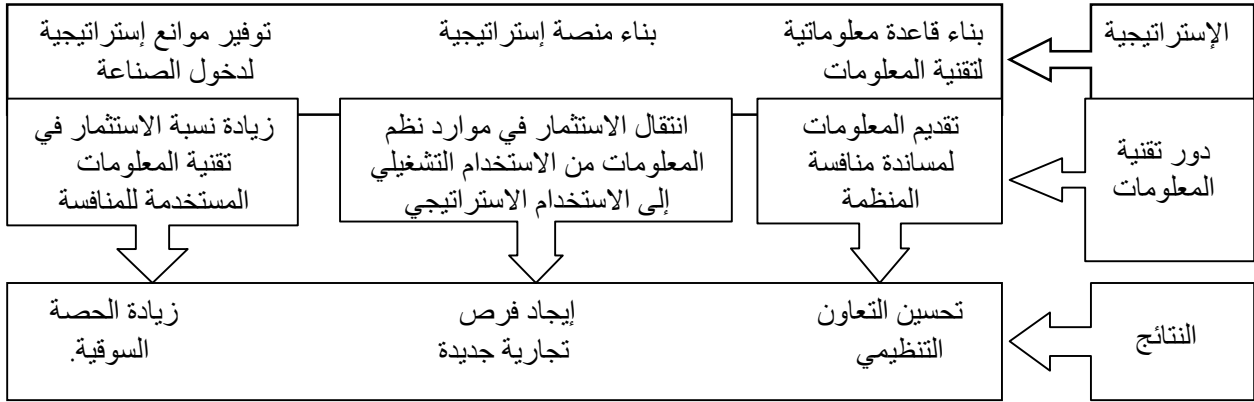 الإستراتيجية
بناء قاعدة معلوماتية
لتقنية المعلومات
بناء منصة إستراتيجية
توفير موانع إستراتيجية
لدخول الصناعة
دور تقنية
المعلومات
تقديم المعلومات
لمساندة منافسة
المنظمة
انتقال الاستثمار في موارد نظم
المعلومات من الاستخدام التشغيلي
إلى الاستخدام الاستراتيجي
زيادة نسبة الاستثمار في
تقنية المعلومات
المستخدمة للمنافسة
النتائج
تحسين التعاون
التنظيمي
إيجاد فرص
تجارية جديدة
زيادة الحصة
السوقية.